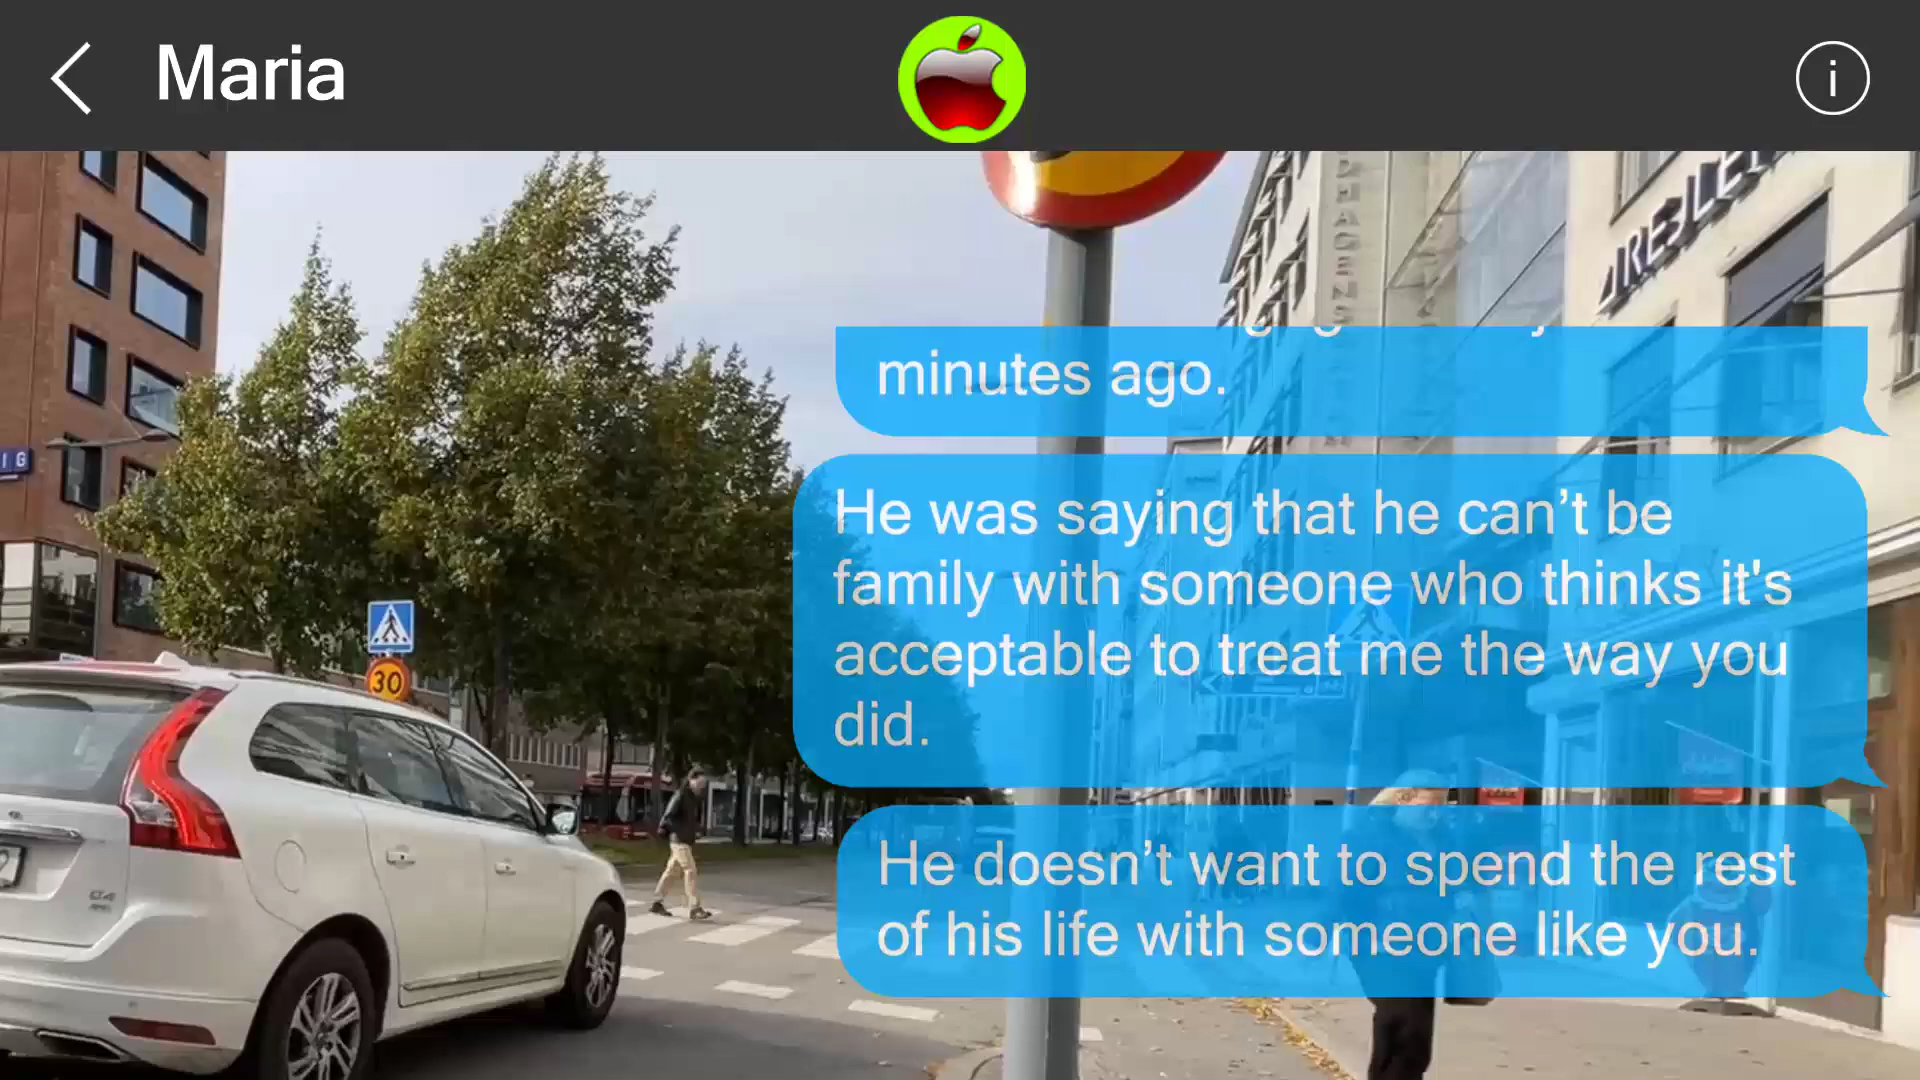 Maria
minutes ago.
He was saying that he can’t be
family with someone who thinks it's
acceptable to treat me the way you
did.
He doesn’t want to spend the rest
of his life with someone like you.
30
IG
REJLERS